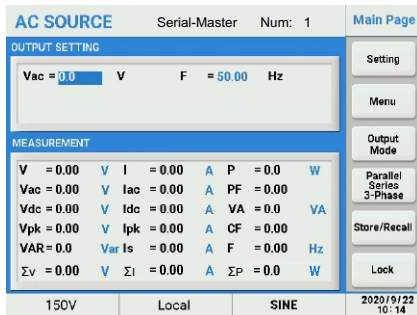 AC SOURCE Serial-Master Num: 1 Main Page
OUTPUT SETTING
Vac = 0.0 V F = 50.00 Hz
Setting
Menu
MEASUREMENT
Output Mode
V = 0.00 V I = 0.00 A P = 0.0 W
Vac = 0.00 V Iac = 0.00 A PF = 0.00
Vdc = 0.00 V Idc = 0.00 A VA = 0.0 VA
Vpk = 0.00 V Ipk = 0.00 A CF = 0.00
VAR= 0.0 Var Is = 0.00 A F = 0.00 Hz
Σv = 0.00 V ΣI = 0.00 A ΣP = 0.0 W
Parallel
Series
3-Phase
Store/Recall
Lock
150V Local SINE 2020/9/22
10:14